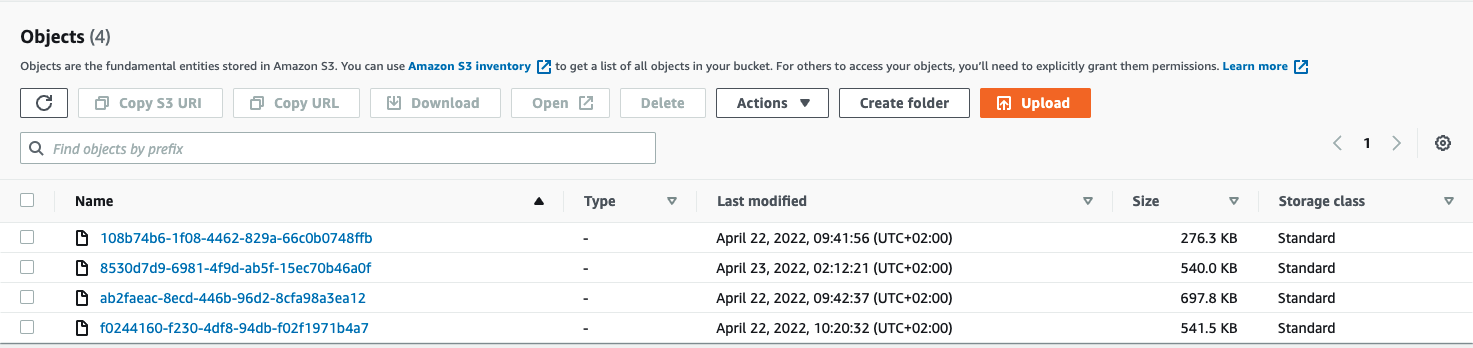 Objects (4)
Objects are the fundamental entities stored in Amazon S3. You can use Amazon S3 inventory to get a list of all objects in your bucket. For others to access your objects, you'll need to explicitly grant them permissions. Learn more
Copy S3 URI Copy URL Download Open Delete Actions Create folder Upload
Find objects by prefix 1
Name Type Last modified Size Storage class
108b74b6-1f08-4462-829a-66c0b0748ffb - April 22, 2022, 09:41:56 (UTC+02:00) 276.3 KB Standard
8530d7d9-6981-4f9d-ab5f-15ec70b46a0f - April 23, 2022, 02:12:21 (UTC+02:00) 540.0 KB Standard
ab2faeac-8ecd-446b-96d2-8cfa98a3ea12 - April 22, 2022, 09:42:37 (UTC+02:00) 697.8 KB Standard
f0244160-f230-4df8-94db-f02f1971b4a7 - April 22, 2022, 10:20:32 (UTC+02:00) 541.5 KB Standard